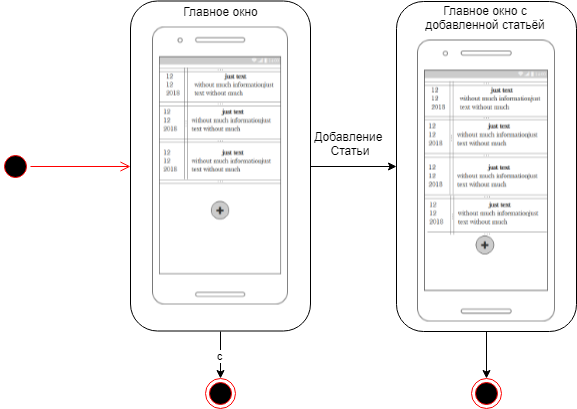 Главное окно
12
12
2018
just text
without much informationjust
text without much
12
12
2018
just text
without much informationjust
text without much
12
12
2018
just text
without much informationjust
text without much
Добавление
Статьи
Главное окно с
добавленной статьёй
12
12
2018
just text
without much informationjust
text without much
12
12
2018
just text
without much informationjust
text without much
12
12
2018
just text
without much informationjust
text without much
12
12
2018
just text
without much informationjust
text without much
с